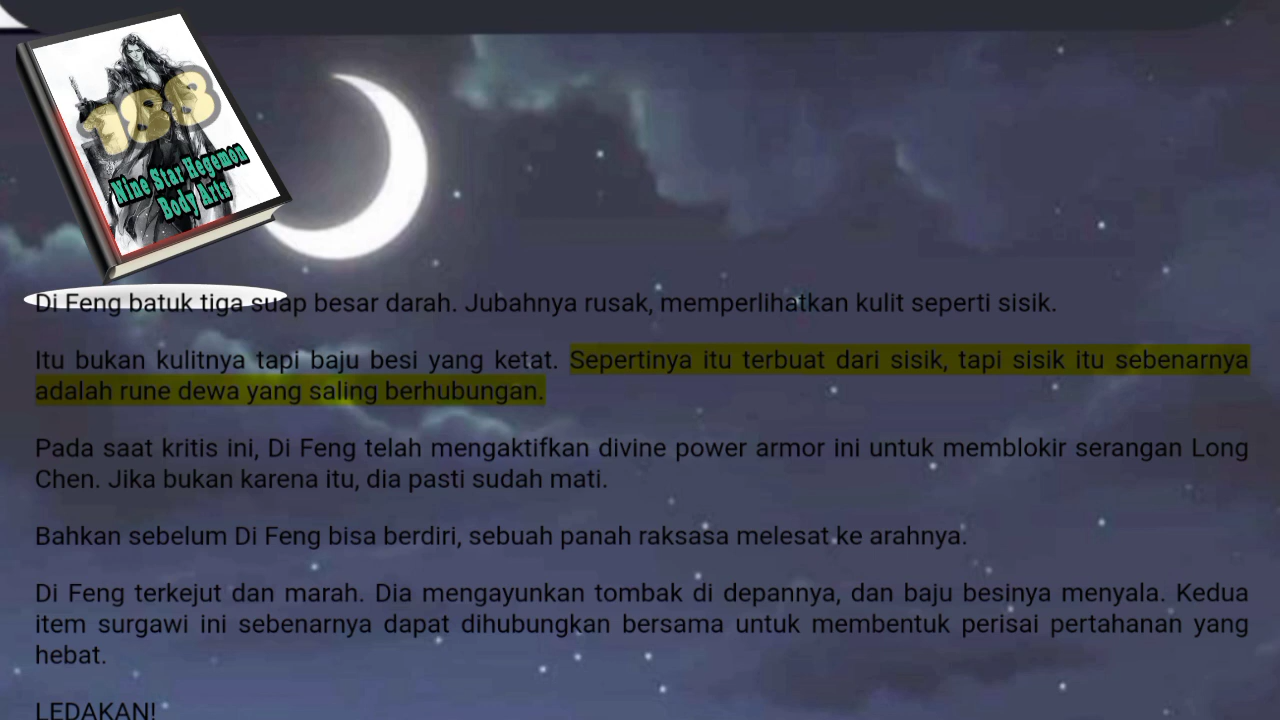 188
Nine Star Hegemon
Body Arts
Di Feng batuk tiga suap besar darah. Jubahnya rusak, memperlihatkan kulit seperti sisik.
Itu bukan kulitnya tapi baju besi yang ketat. Sepertinya itu terbuat dari sisik, tapi sisik itu sebenarnya
adalah rune dewa yang saling berhubungan.
Pada saat kritis ini, Di Feng telah mengaktifkan divine power armor ini untuk memblokir serangan Long
Chen. Jika bukan karena itu, dia pasti sudah mati.
Bahkan sebelum Di Feng bisa berdiri, sebuah panah raksasa melesat ke arahnya.
Di Feng terkejut dan marah. Dia mengayunkan tombak di depannya, dan baju besinya menyala. Kedua
item surgawi ini sebenarnya dapat dihubungkan bersama untuk membentuk perisai pertahanan yang
hebat.
LEDAKAN!